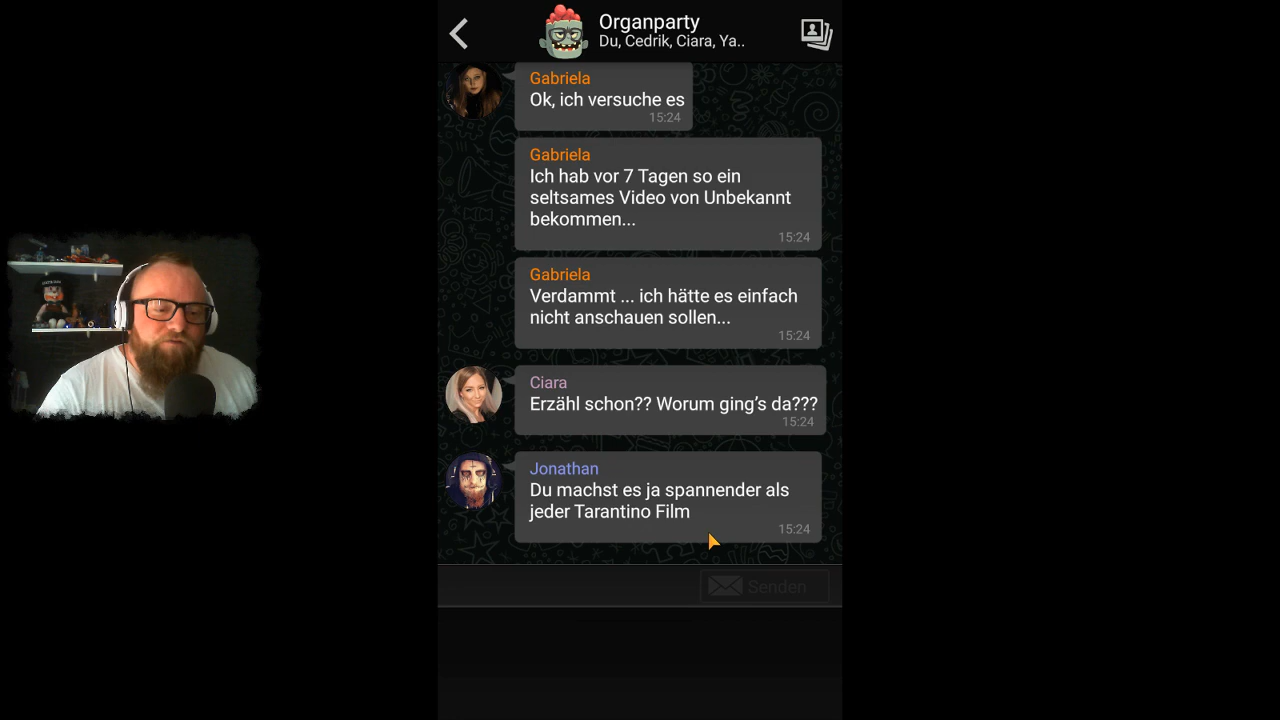 Organparty
Du, Cedrik, Ciara, Ya..
Gabriela
Ok, ich versuche es
15:24
Gabriela
Ich hab vor 7 Tagen so ein
seltsames Video von Unbekannt
bekommen...
15:24
Gabriela
Verdammt ... ich hätte es einfach
nicht anschauen sollen...
15:24
Ciara
Erzähl schon?? Worum ging's da???
15:24
Jonathan
Du machst es ja spannender als
jeder Tarantino Film
15:24
Senden